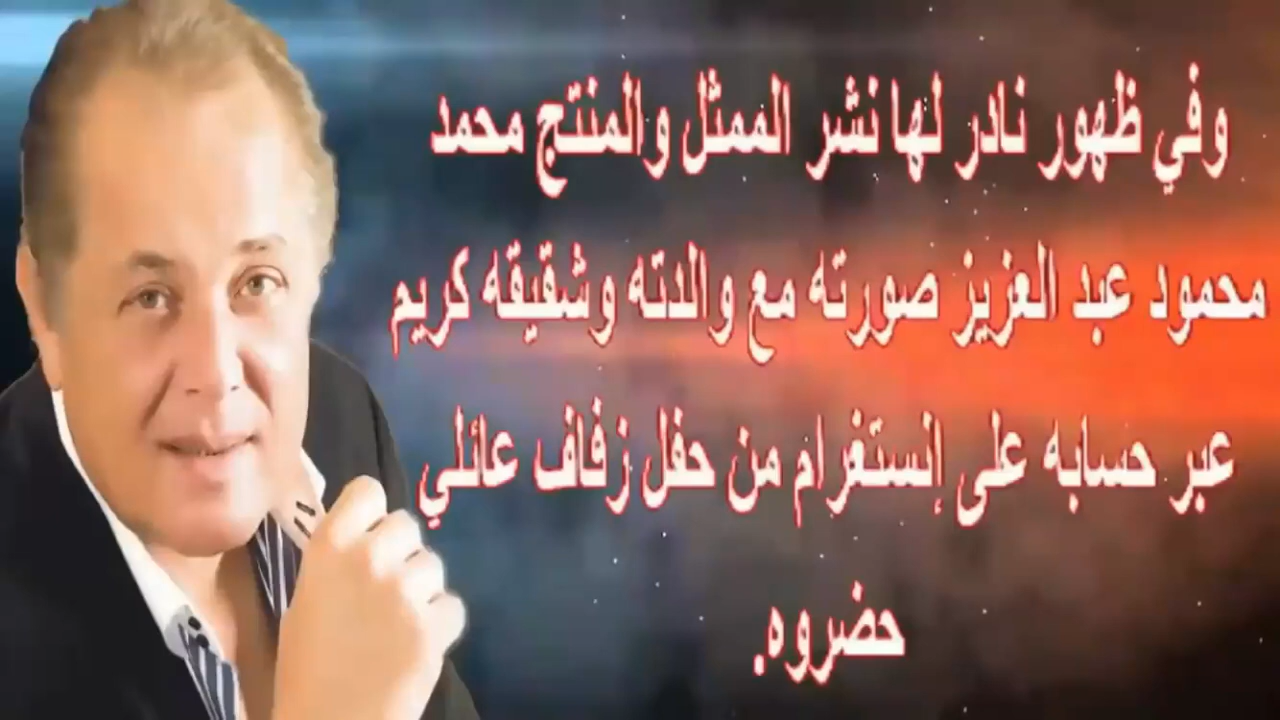 وفي ظهور نادر لها نشر الممثل والمنتج محمد
محمود عبد العزيز صورته مع والدته وشقيقه كريم
عبر حسابه على إنستغرام من حفل زفاف عائلي
حضروه.